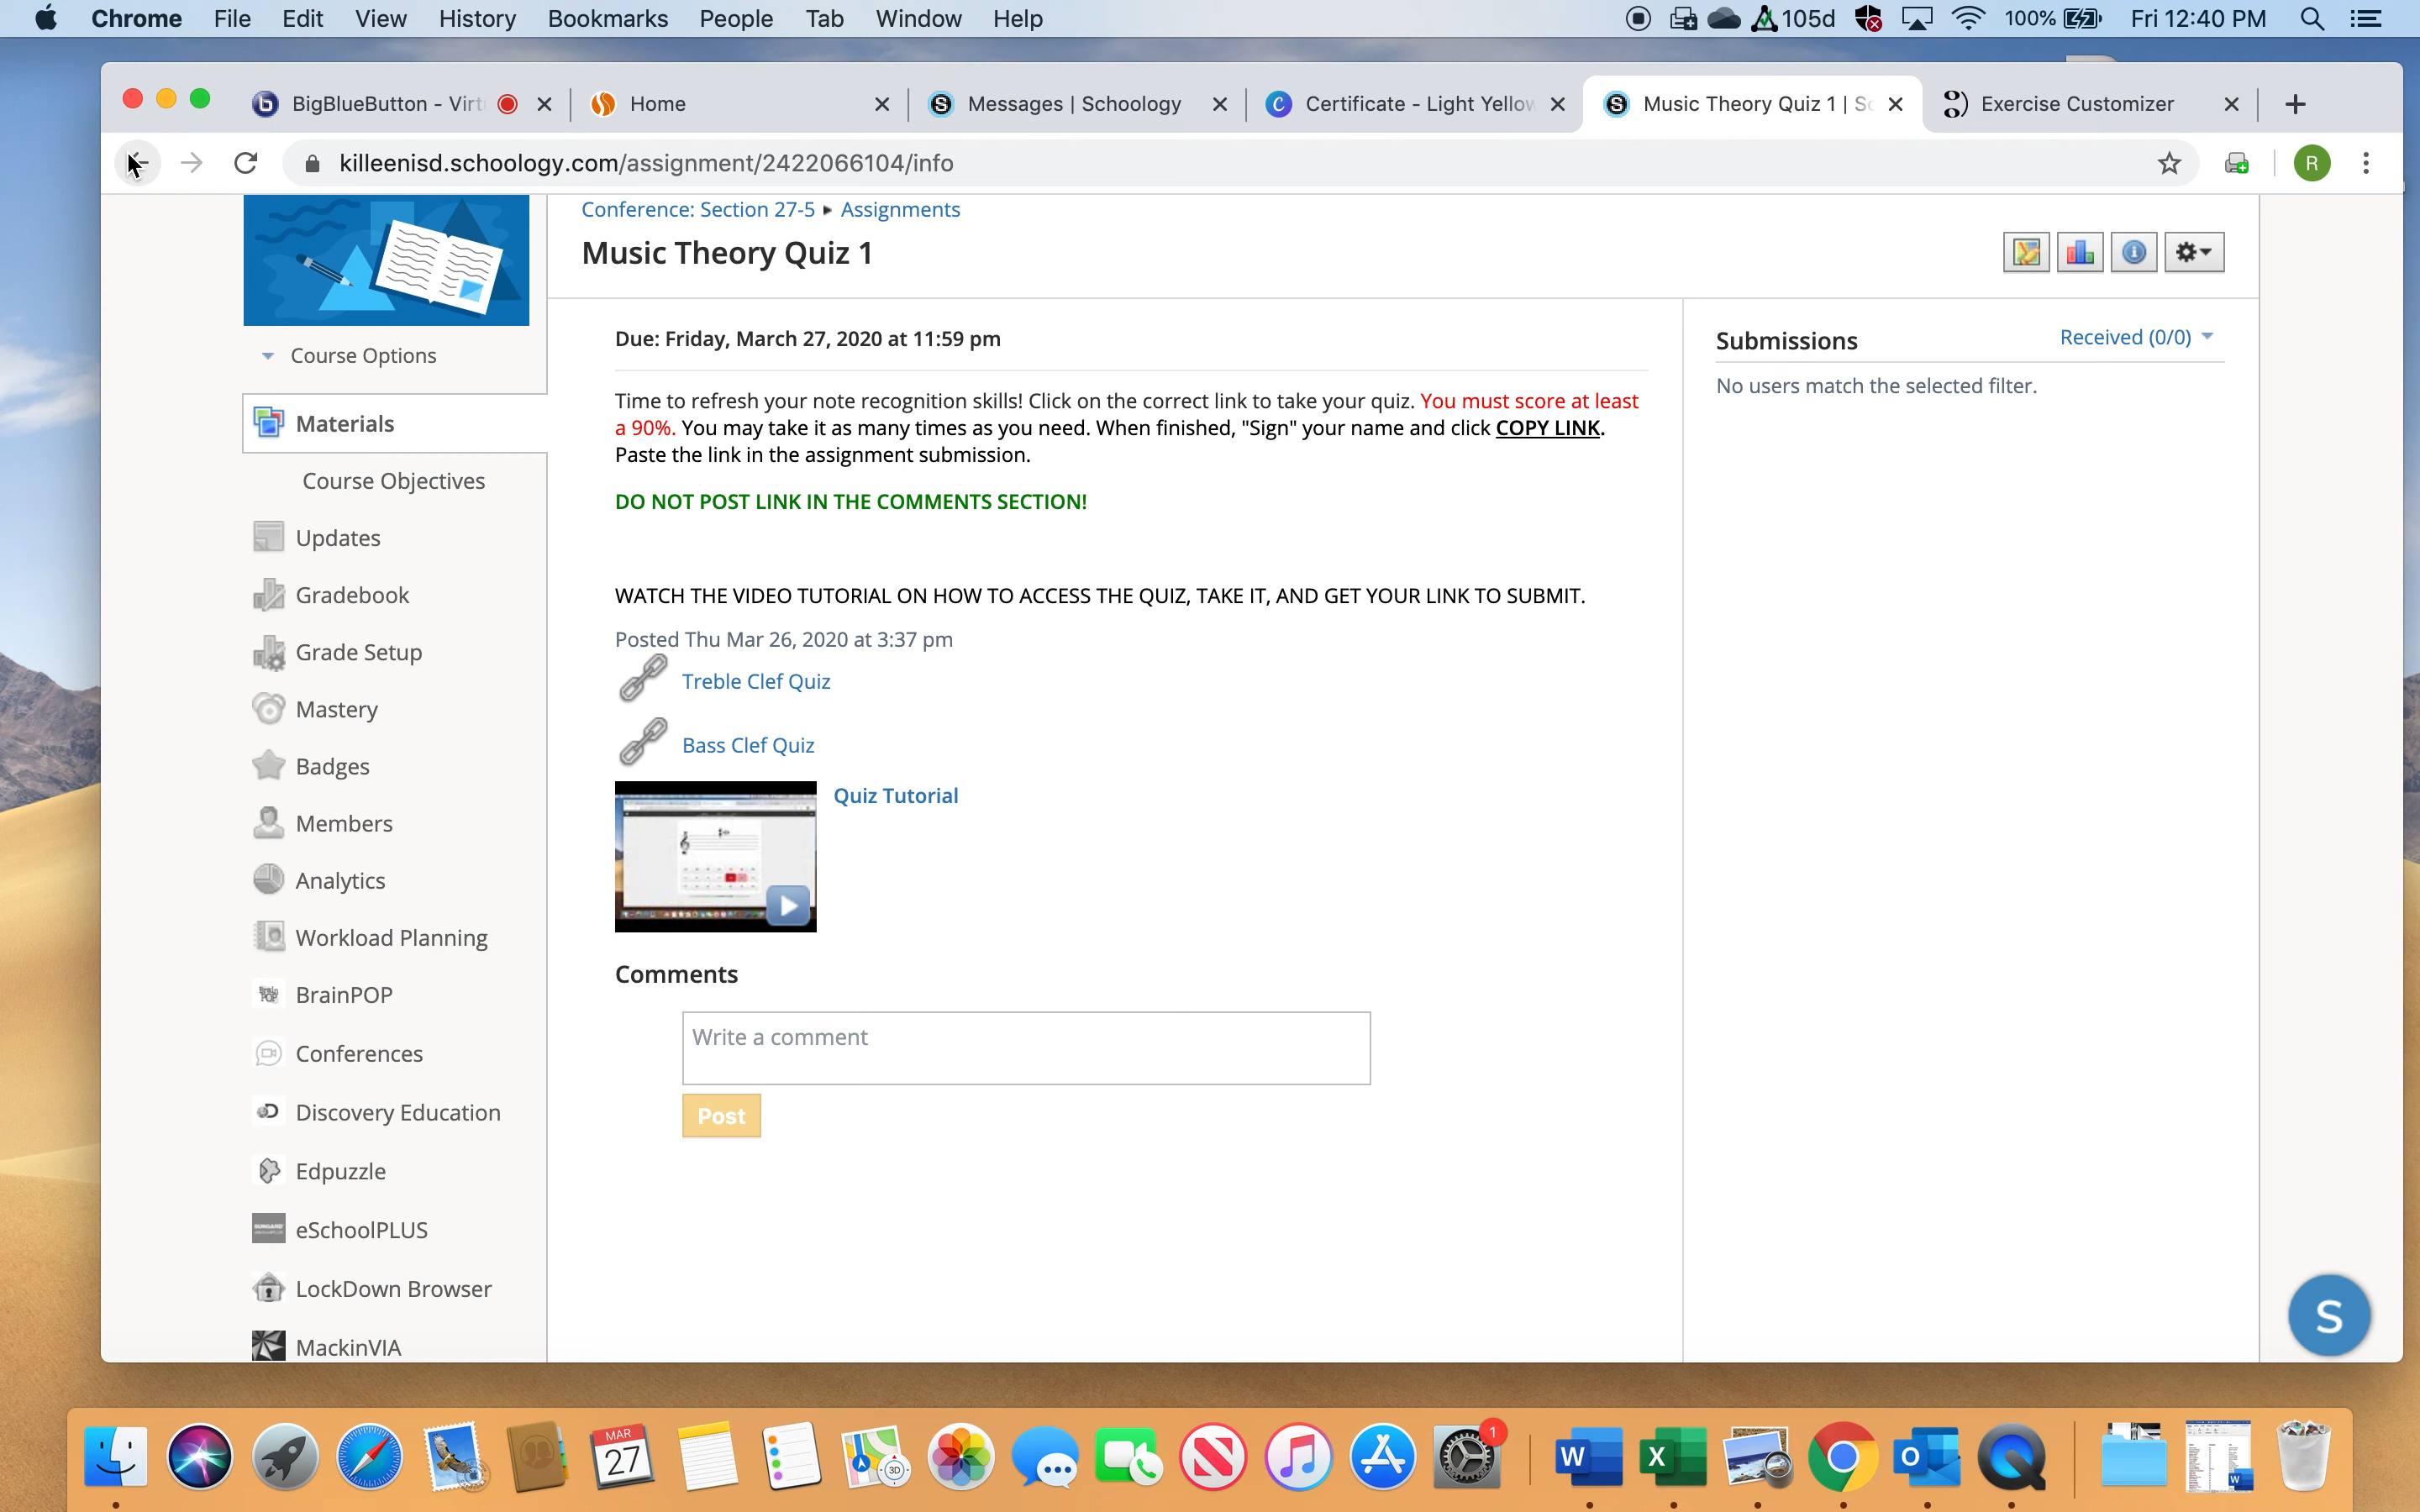 Chrome File Edit View History Bookmarks People Tab Window Help 105d 100% Fri 12:40 PM
BigBlueButton - Virt Home Messages | Schoology Certificate - Light Yellow Music Theory Quiz 1 | Sc Exercise Customizer
killeenisd.schoology.com/assignment/2422066104/info R
Conference: Section 27-5 ▸ Assignments
Music Theory Quiz 1
Course Options
Materials
Course Objectives
Updates
Gradebook
Grade Setup
Mastery
Badges
Members
Analytics
Workload Planning
BrainPOP
Conferences
Discovery Education
Edpuzzle
eSchoolPLUS
LockDown Browser
MackinVIA
Due: Friday, March 27, 2020 at 11:59 pm
Time to refresh your note recognition skills! Click on the correct link to take your quiz. You must score at least
a 90%. You may take it as many times as you need. When finished, "Sign" your name and click COPY LINK.
Paste the link in the assignment submission.
DO NOT POST LINK IN THE COMMENTS SECTION!
WATCH THE VIDEO TUTORIAL ON HOW TO ACCESS THE QUIZ, TAKE IT, AND GET YOUR LINK TO SUBMIT.
Posted Thu Mar 26, 2020 at 3:37 pm
Treble Clef Quiz
Bass Clef Quiz
Quiz Tutorial
Comments
Write a comment
Post
Submissions Received (0/0)
No users match the selected filter.
S
MAR
27
3D
1
W
X
O
W